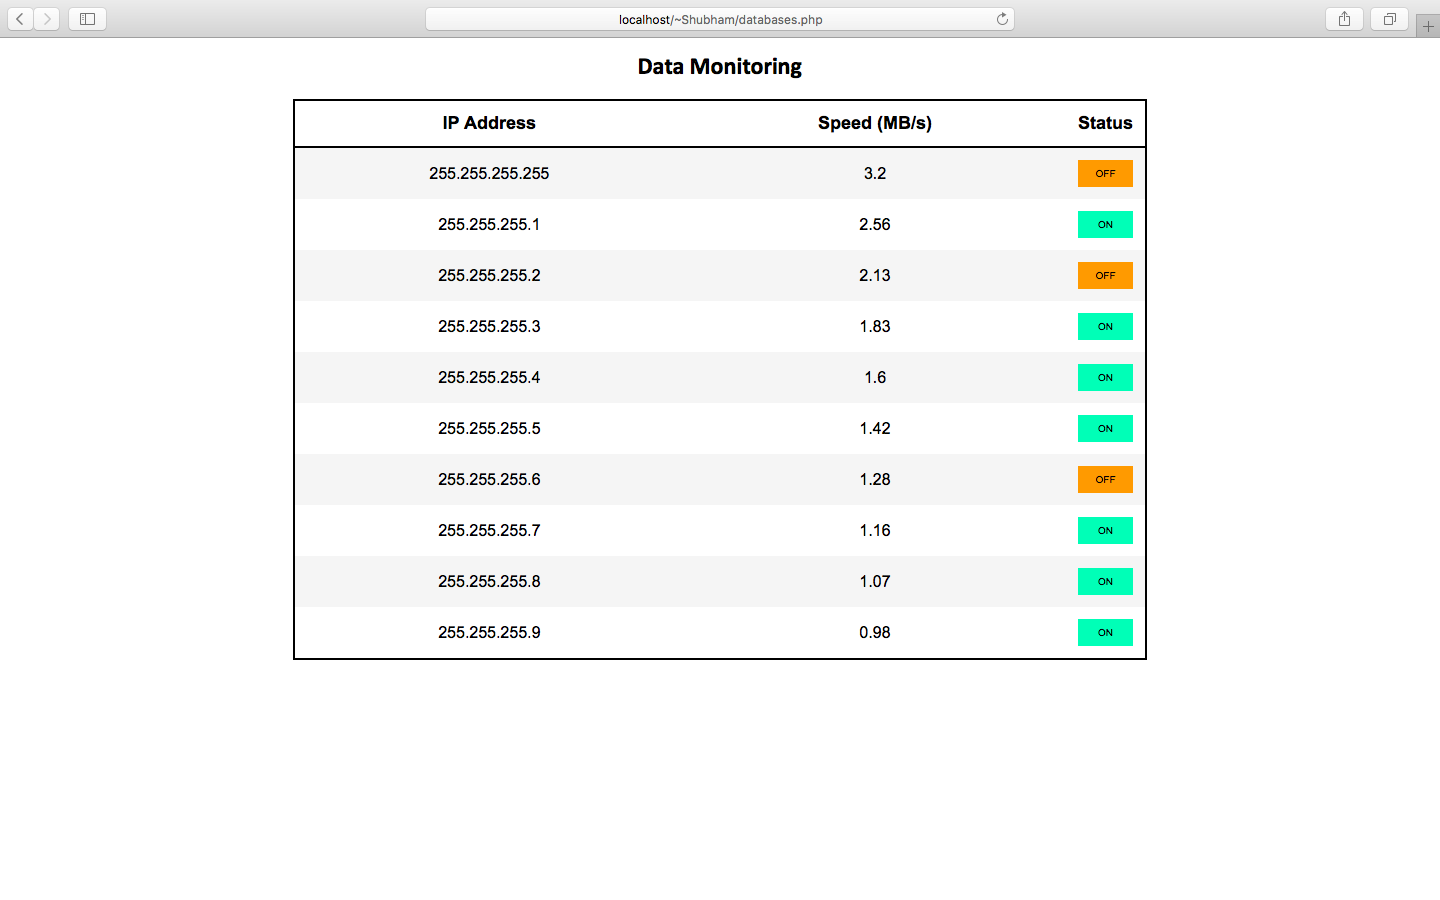 localhost/~Shubham/databases.php
Data Monitoring
IP Address Speed (MB/s) Status
255.255.255.255 3.2 OFF
255.255.255.1 2.56 ON
255.255.255.2 2.13 OFF
255.255.255.3 1.83 ON
255.255.255.4 1.6 ON
255.255.255.5 1.42 ON
255.255.255.6 1.28 OFF
255.255.255.7 1.16 ON
255.255.255.8 1.07 ON
255.255.255.9 0.98 ON